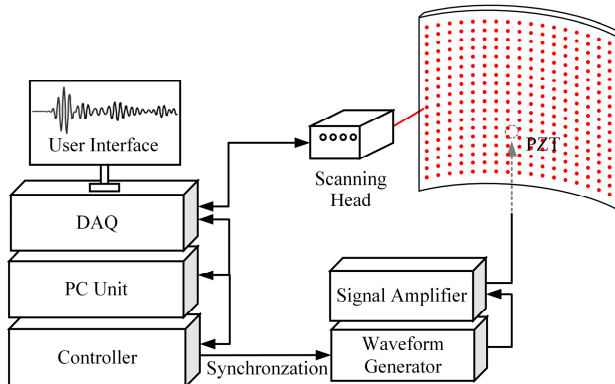 User Interface
PZT
Scanning
Head
DAQ
PC Unit
Signal Amplifier
Controller
Synchronzation
Waveform
Generator